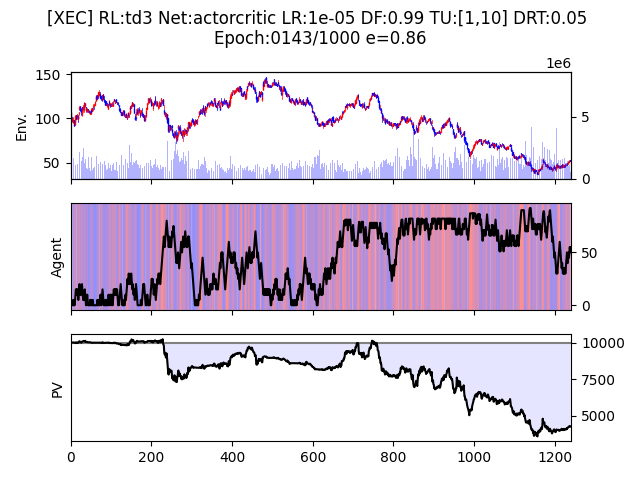 [XEC] RL:td3 Net:actorcritic LR:1e-05 DF:0.99 TU:[1,10] DRT:0.05
Epoch:0143/1000 e=0.86
1e6
150
100
50
Env.
5
0
Agent
50
0
PV
10000
7500
5000
0
200
400
600
800
1000
1200